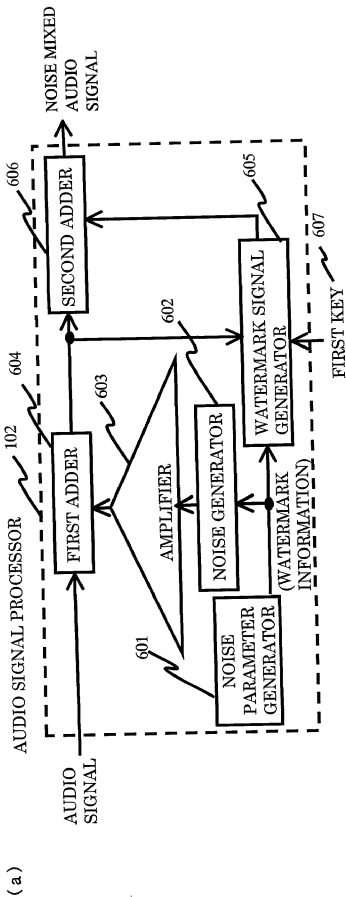 (a)
AUDIO SIGNAL PROCESSOR
102
604
606
AUDIO
SIGNAL
FIRST ADDER
SECOND ADDER
NOISE MIXED
AUDIO
SIGNAL
603
AMPLIFIER
601
602
605
NOISE
PARAMETER
GENERATOR
NOISE GENERATOR
WATERMARK SIGNAL
GENERATOR
(WATERMARK
INFORMATION)
FIRST KEY
607